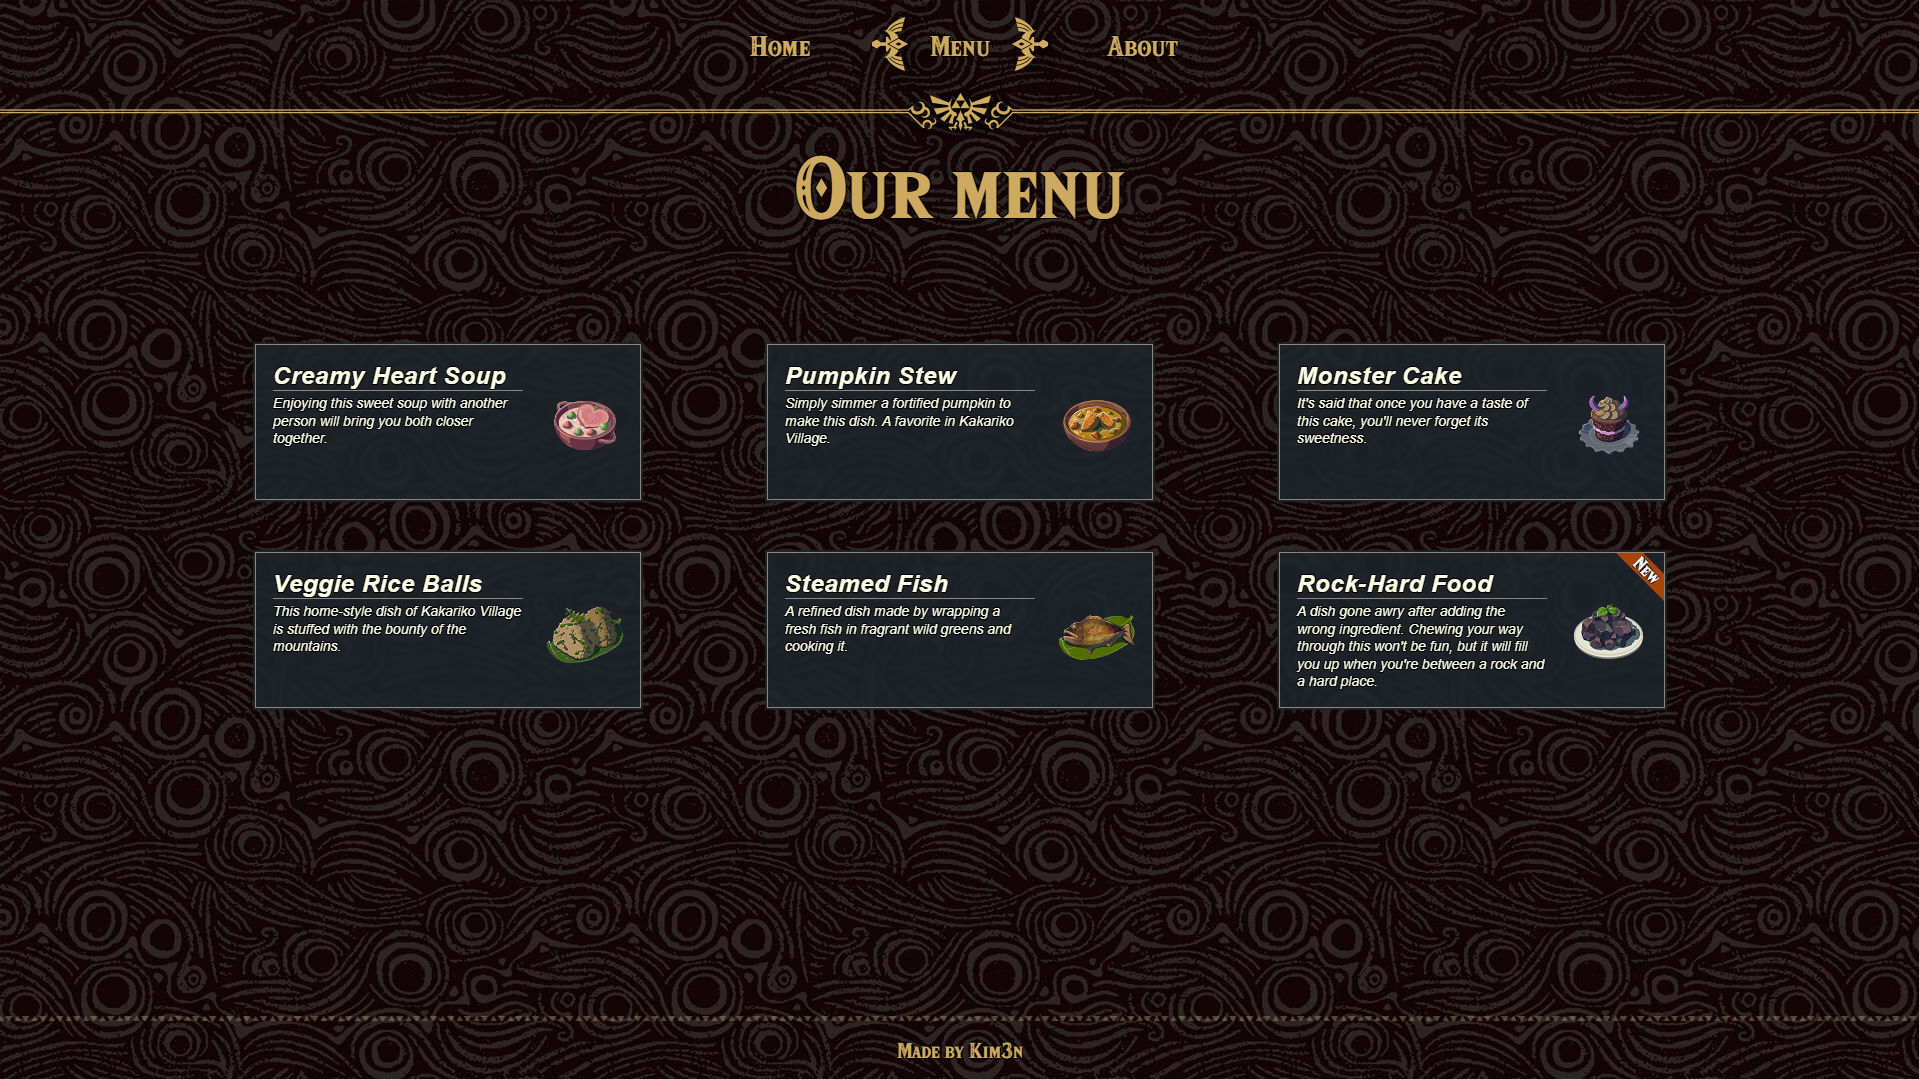 Home
Menu
About
Our menu
Creamy Heart Soup
Enjoying this sweet soup with another
person will bring you both closer
together.
Pumpkin Stew
Simply simmer a fortified pumpkin to
make this dish. A favorite in Kakariko
Village.
Monster Cake
It's said that once you have a taste of
this cake, you'll never forget its
sweetness.
Veggie Rice Balls
This home-style dish of Kakariko Village
is stuffed with the bounty of the
mountains.
Steamed Fish
A refined dish made by wrapping a
fresh fish in fragrant wild greens and
cooking it.
New
Rock-Hard Food
A dish gone awry after adding the
wrong ingredient. Chewing your way
through this won't be fun, but it will fill
you up when you're between a rock and
a hard place.
Made by Kim3n